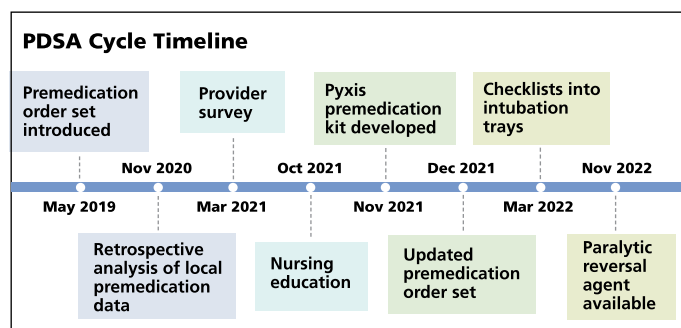 PDSA Cycle Timeline
Premedication
order set
introduced
Provider
survey
Pyxis
premedication
kit developed
Checklists into
intubation
trays
Nov 2020
Oct 2021
Dec 2021
Nov 2022
May 2019
Mar 2021
Nov 2021
Mar 2022
Retrospective
analysis of local
premedication
data
Nursing
education
Updated
premedication
order set
Paralytic
reversal
agent
available